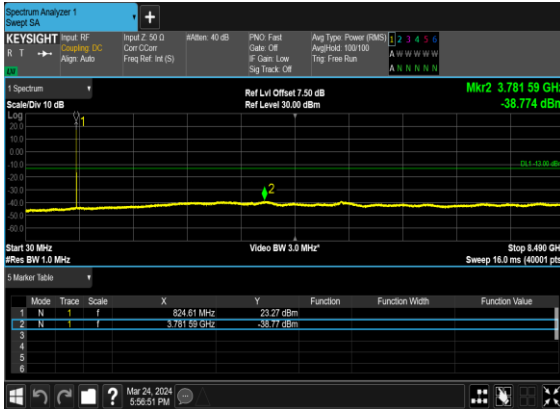 Spectrum Analyzer 1
Swept SA
+
KEYSIGHT
R T
Input: RF
Coupling: DC
Align: Auto
Input Z: 50 Ω
Corr CCorr
Freq Ref: Int (S)
#Atten: 40 dB
PNO: Fast
Gate: Off
IF Gain: Low
Sig Track: Off
Avg Type: Power (RMS)
Avg|Hold: 100/100
Trig: Free Run
1 2 3 4 5 6
A W W W W W
A N N N N N
1 Spectrum
Scale/Div 10 dB
Log
Ref Lvl Offset 7.50 dB
Ref Level 30.00 dBm
Mkr2 3.781 59 GHz
-38.774 dBm
20.0
10.0
0.00
-10.0
-20.0
-30.0
-40.0
-50.0
-60.0
1
2
DL1 -13.00 dBm
Start 30 MHz
#Res BW 1.0 MHz
Video BW 3.0 MHz*
Stop 8.490 GH
Sweep 16.0 ms (40001 pts
5 Marker Table
Mode Trace Scale X Y Function Function Width Function Value
1 N 1 f 824.61 MHz 23.27 dBm
2 N 1 f 3.781 59 GHz -38.77 dBm
3
4
5
6
?
Mar 24, 2024
5:56:51 PM